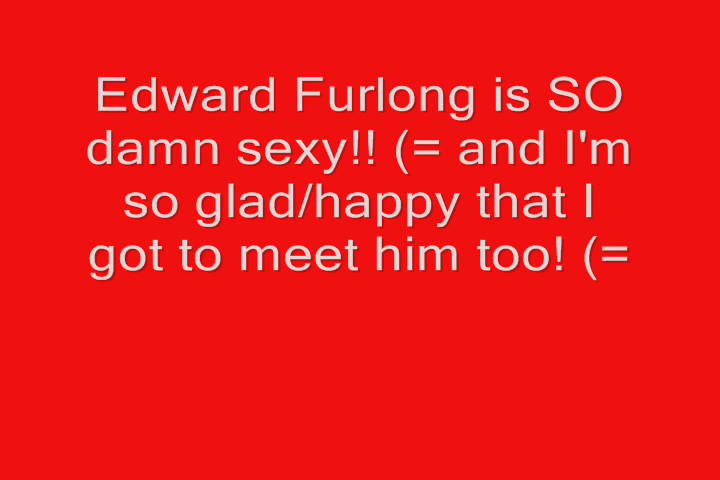 Edward Furlong is SO
damn sexy!! (= and I'm
so glad/happy that I
got to meet him too! (=